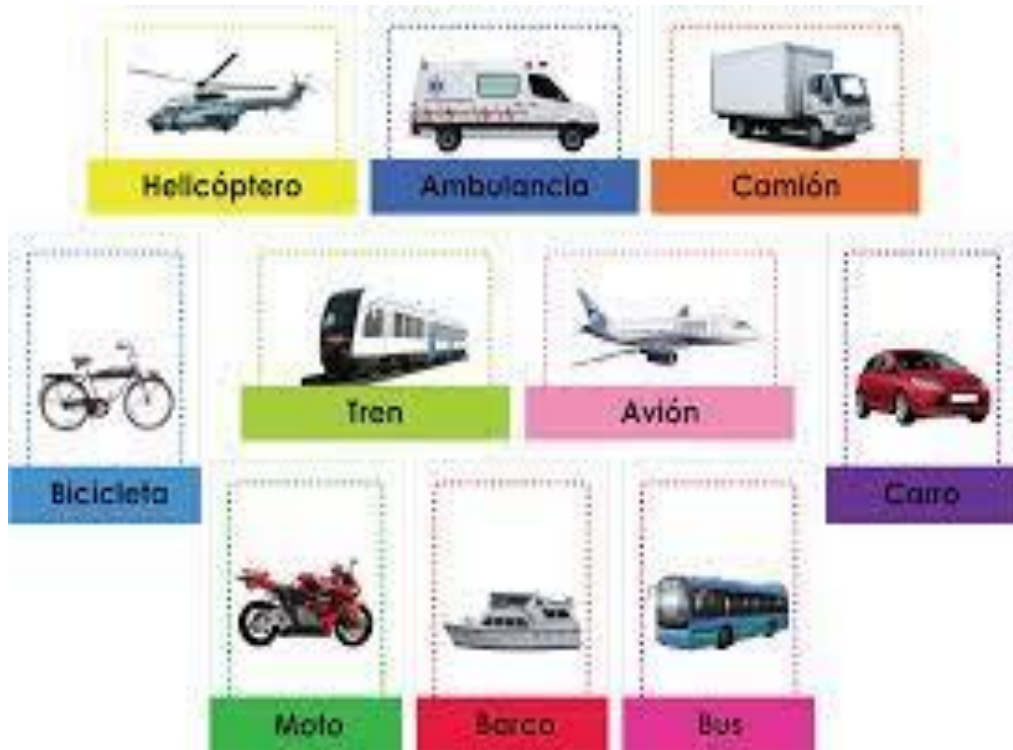 Helicóptero
Ambulancia
Camión
Tren
Avión
Bicicleta
Carro
Moto
Barco
Bus